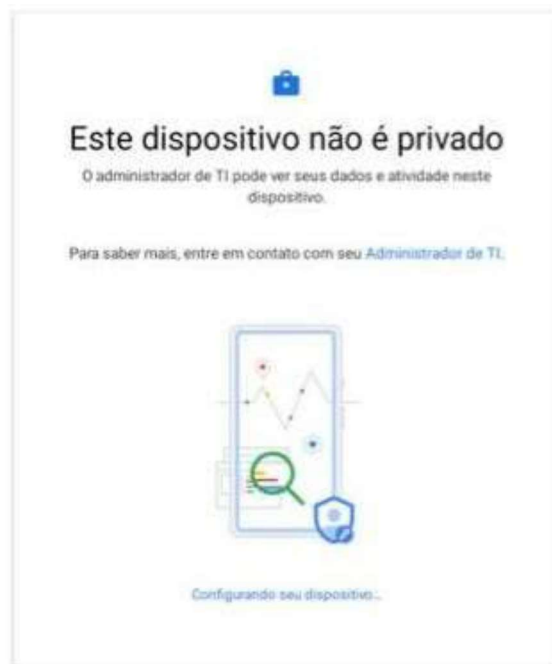 Este dispositivo não é privado
O administrador de TI pode ver seus dados e atividade neste
dispositivo.
Para saber mais, entre em contato com seu Administrador de TI.
Configurando seu dispositivo...